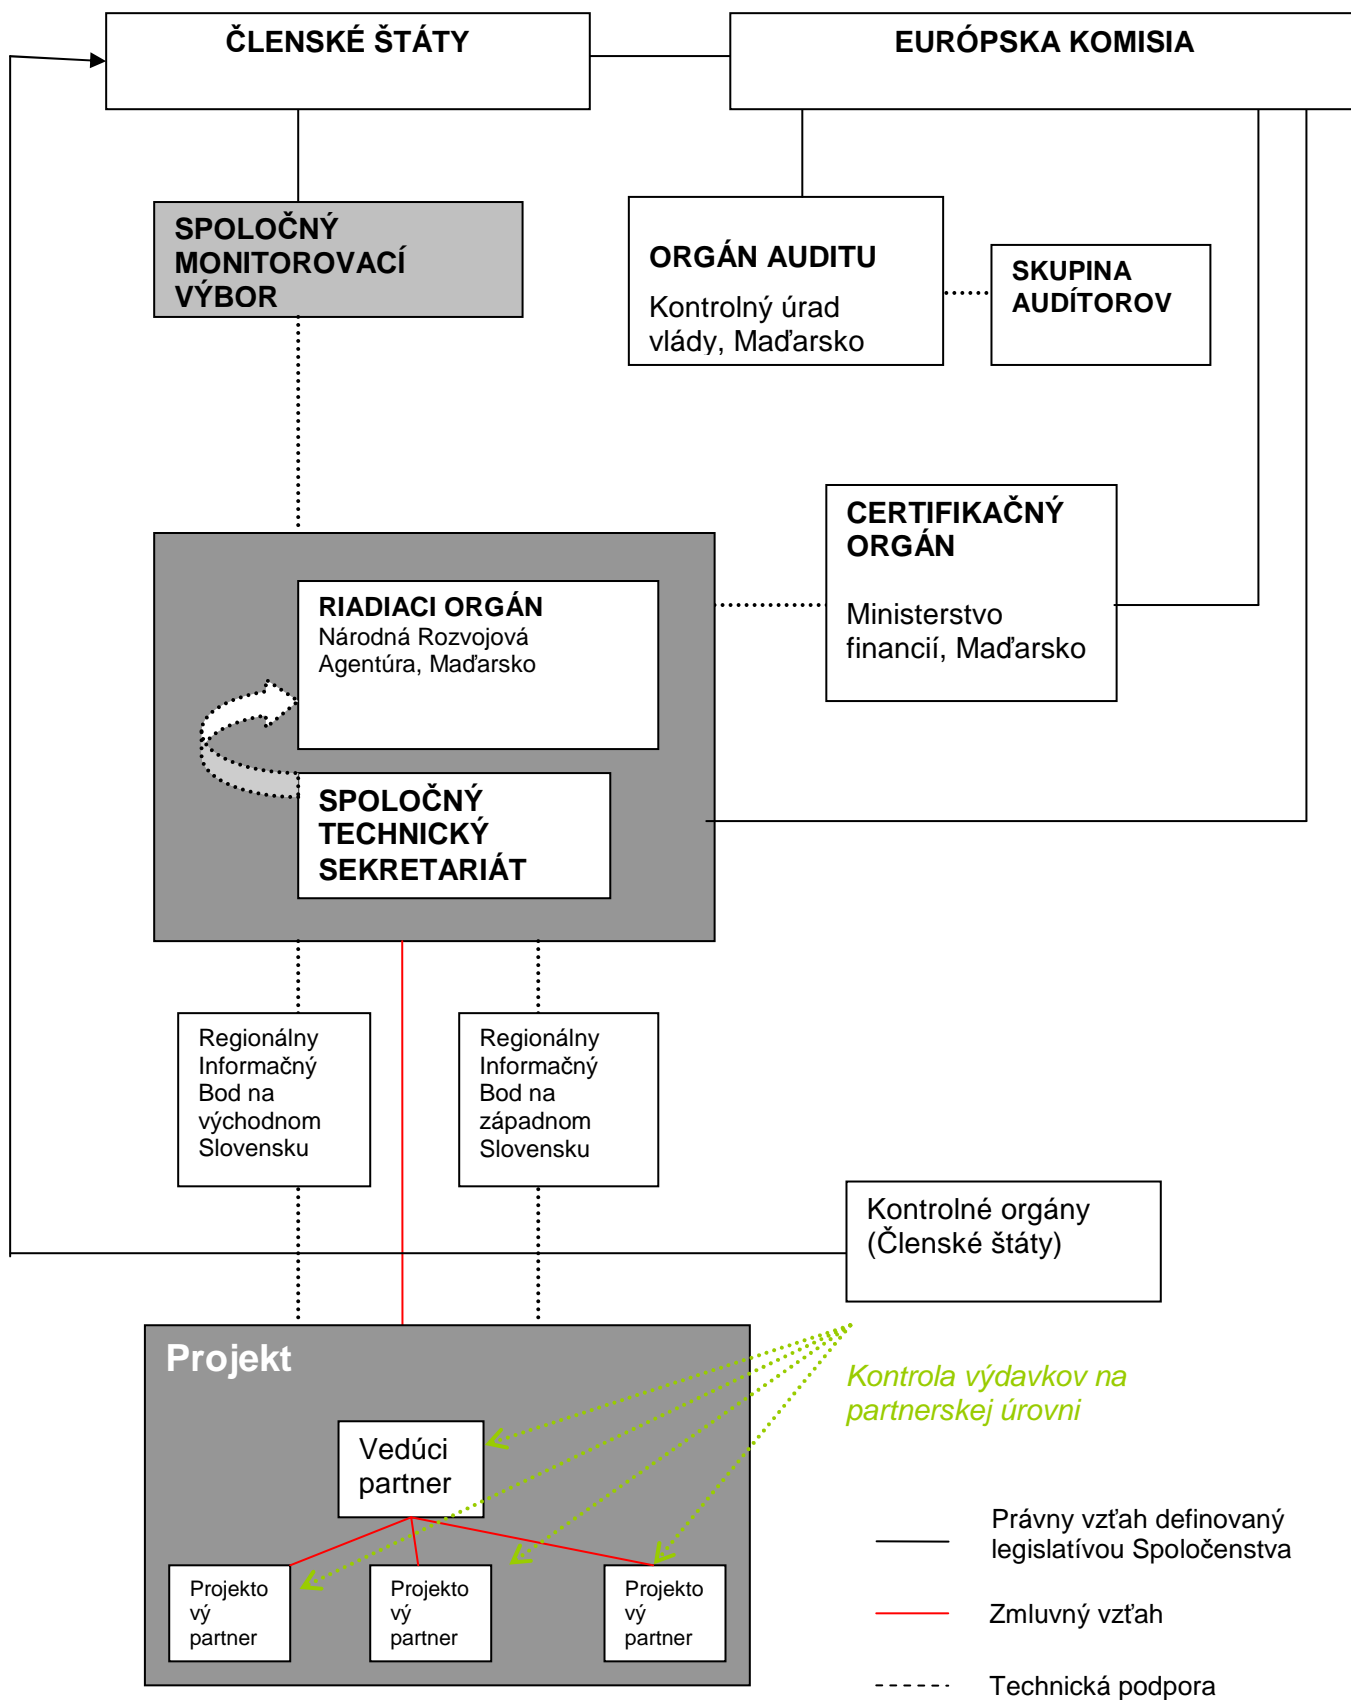 ČLENSKÉ ŠTÁTY
EURÓPSKA KOMISIA
SPOLOČNÝ
MONITOROVACÍ
VÝBOR
ORGÁN AUDITU
Kontrolný úrad
vlády, Maďarsko
SKUPINA
AUDÍTOROV
CERTIFIKAČNÝ
ORGÁN
Ministerstvo
financií, Maďarsko
RIADIACI ORGÁN
Národná Rozvojová
Agentúra, Maďarsko
SPOLOČNÝ
TECHNICKÝ
SEKRETARIÁT
Regionálny
Informačný
Bod na
východnom
Slovensku
Regionálny
Informačný
Bod na
západnom
Slovensku
Kontrolné orgány
(Členské štáty)
Projekt
Kontrola výdavkov na
partnerskej úrovni
Vedúci
partner
Projekto
vý
partner
Projekto
vý
partner
Projekto
vý
partner
Právny vzťah definovaný
legislatívou Spoločenstva
Zmluvný vzťah
Technická podpora